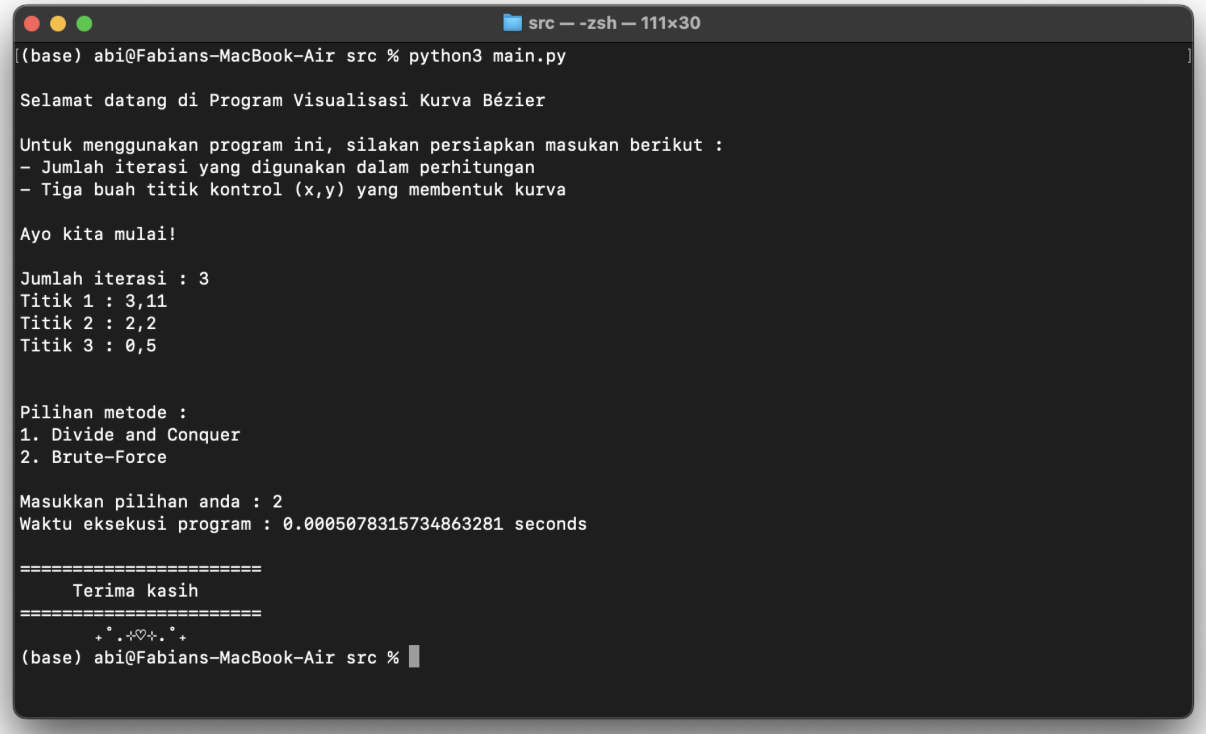 src — -zsh — 111×30
(base) abi@Fabians-MacBook-Air src % python3 main.py
Selamat datang di Program Visualisasi Kurva Bézier
Untuk menggunakan program ini, silakan persiapkan masukan berikut :
- Jumlah iterasi yang digunakan dalam perhitungan
- Tiga buah titik kontrol (x,y) yang membentuk kurva
Ayo kita mulai!
Jumlah iterasi : 3
Titik 1 : 3,11
Titik 2 : 2,2
Titik 3 : 0,5
Pilihan metode :
1. Divide and Conquer
2. Brute-Force
Masukkan pilihan anda : 2
Waktu eksekusi program : 0.0005078315734863281 seconds
=======================
Terima kasih
=======================
₊˚.⊹♡⊹.˚₊
(base) abi@Fabians-MacBook-Air src %